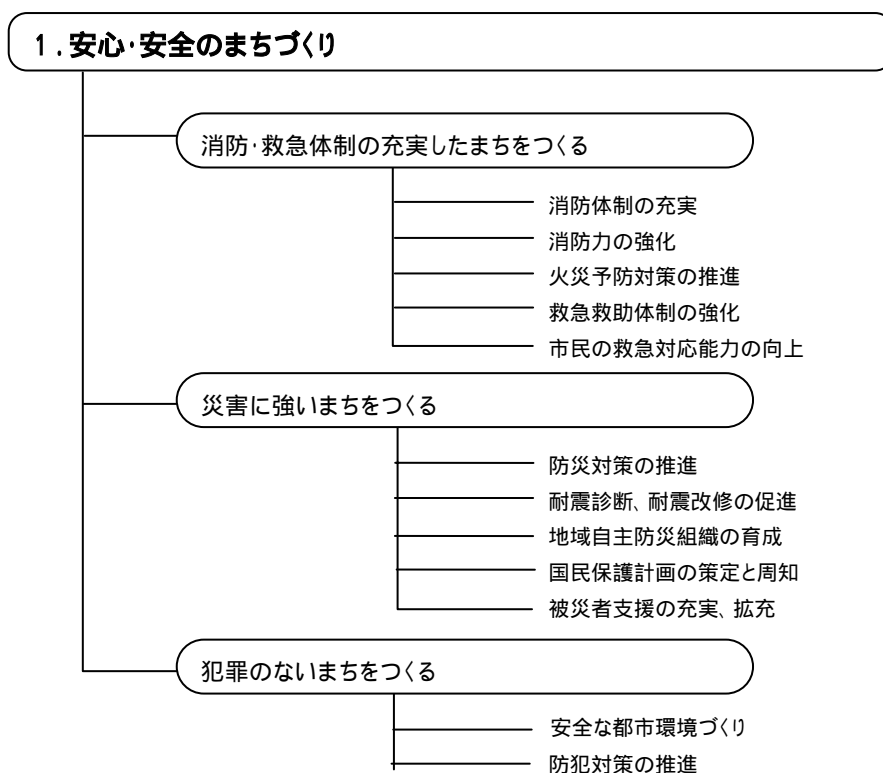 1.安心・安全のまちづくり
消防・救急体制の充実したまちをつくる
消防体制の充実
消防力の強化
火災予防対策の推進
救急救助体制の強化
市民の救急対応能力の向上
災害に強いまちをつくる
防災対策の推進
耐震診断、耐震改修の促進
地域自主防災組織の育成
国民保護計画の策定と周知
被災者支援の充実、拡充
犯罪のないまちをつくる
安全な都市環境づくり
防犯対策の推進